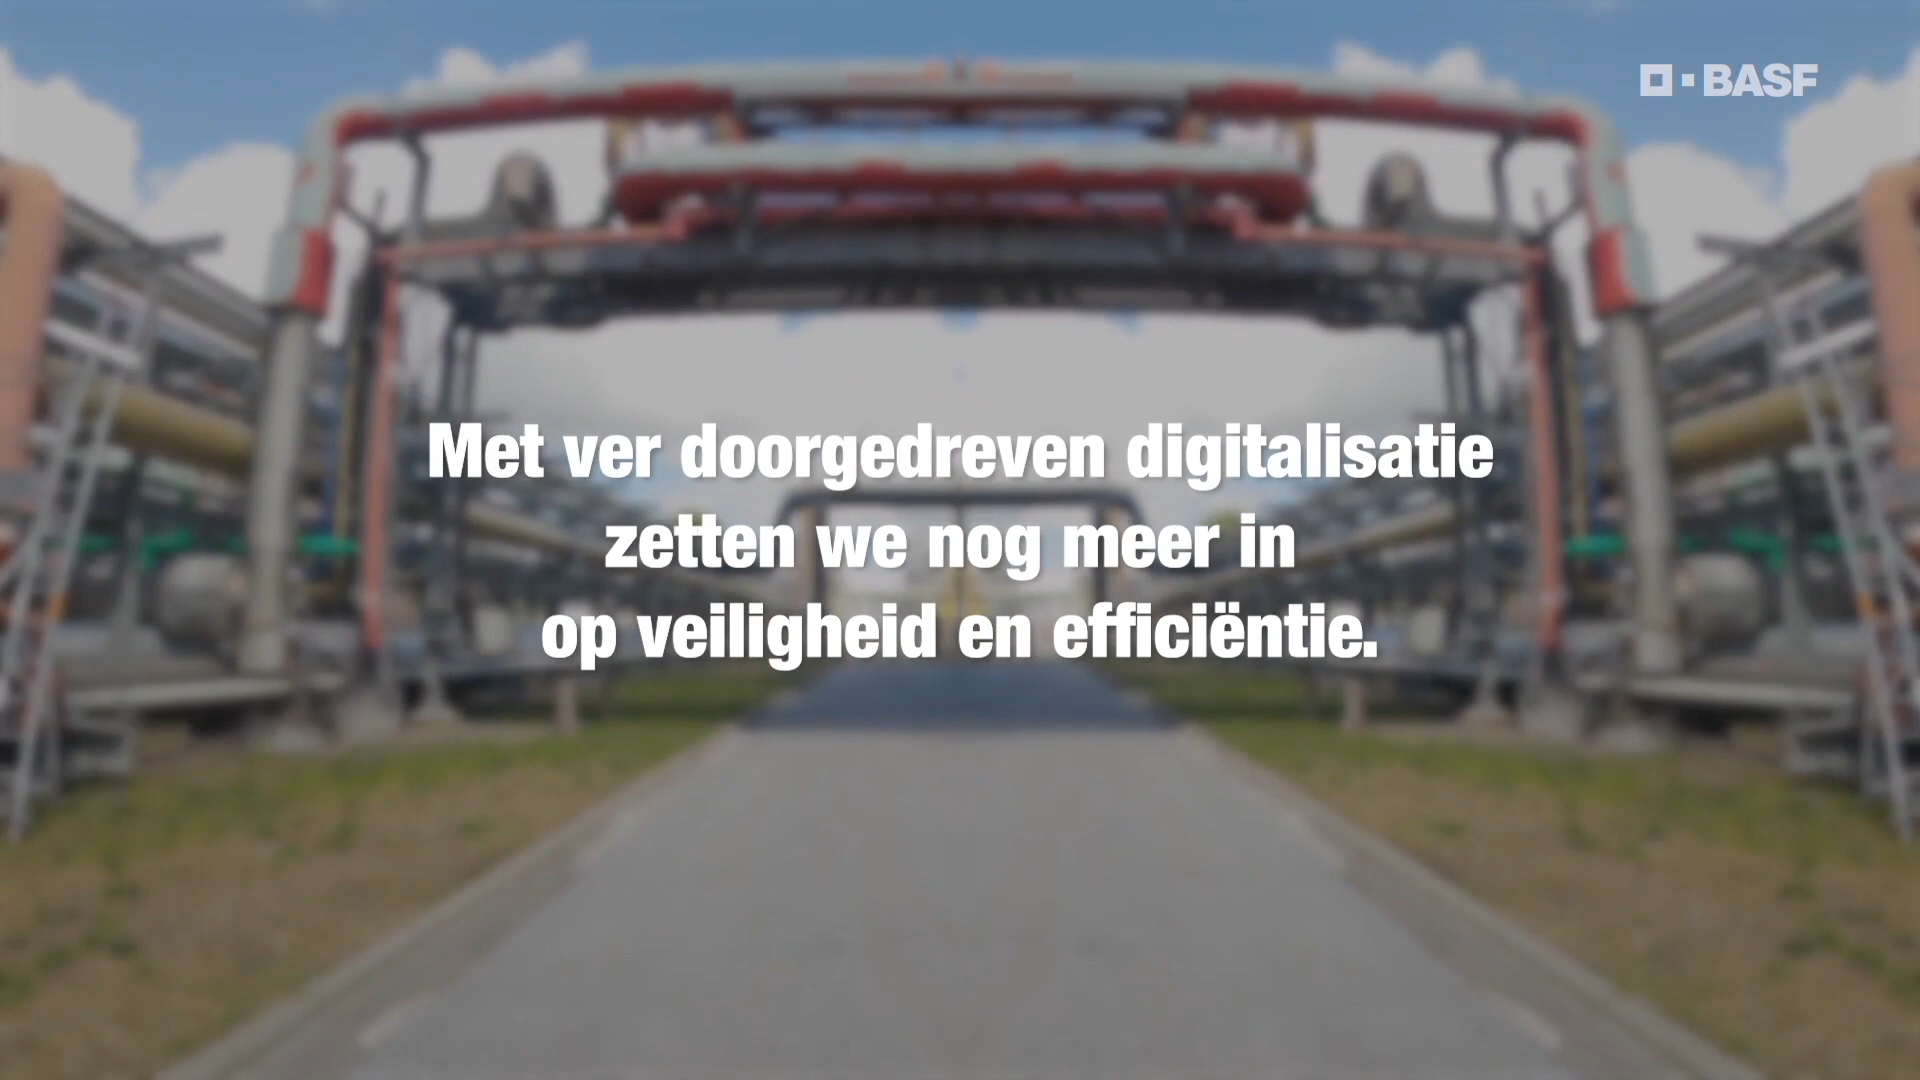 BASF
Met ver doorgedreven digitalisatie
zetten we nog meer in
op veiligheid en efficiëntie.